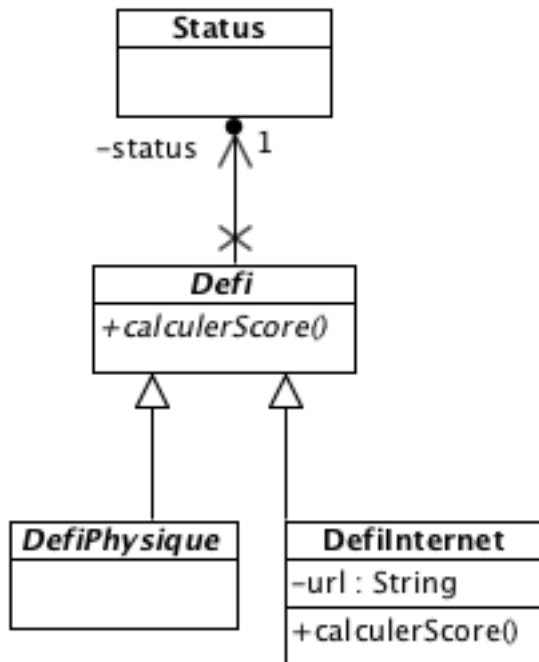 Status
-status
1
Defi
+calculerScore()
DefiPhysique
DefiInternet
-url : String
+calculerScore()